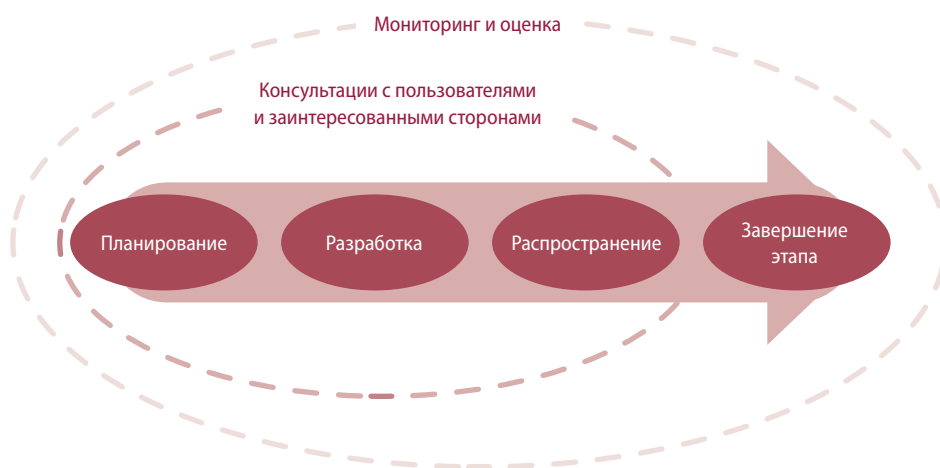 Мониторинг и оценка
Консультации с пользователями
и заинтересованными сторонами
Планирование
Разработка
Распространение
Завершение
этапа